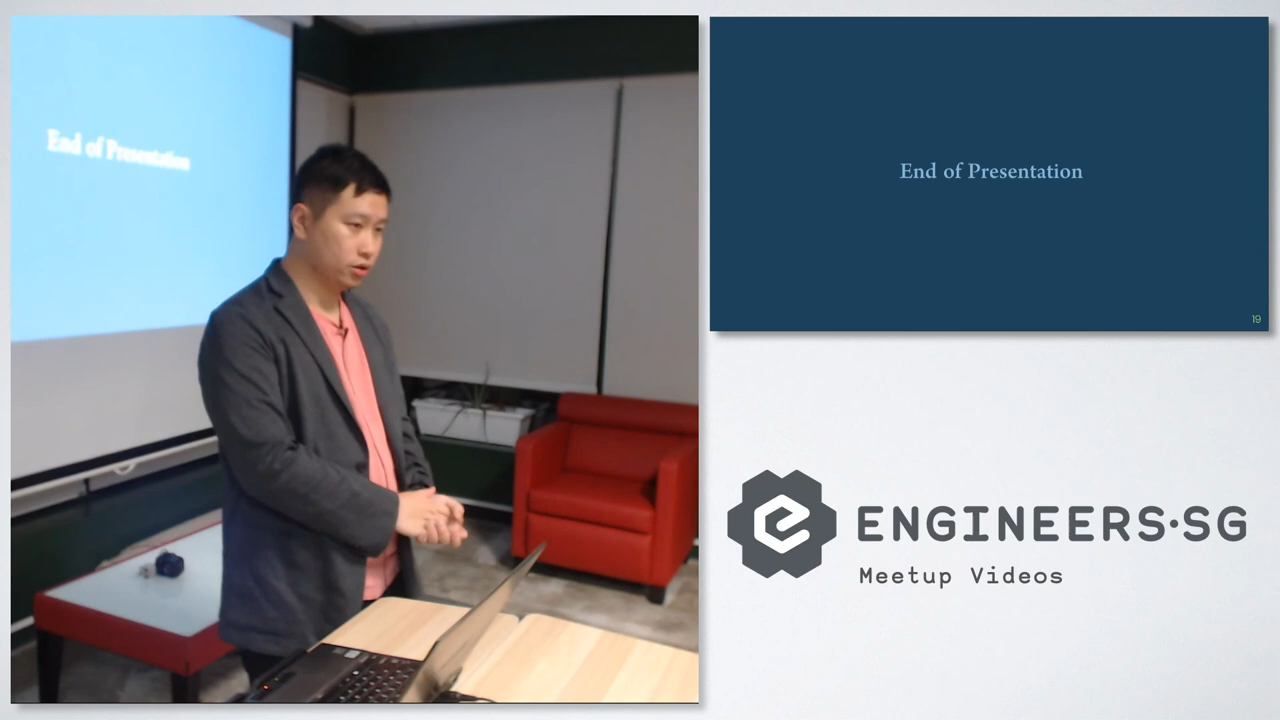 End of Presentation
End of Presentation
19
ENGINEERS·SG
Meetup Videos